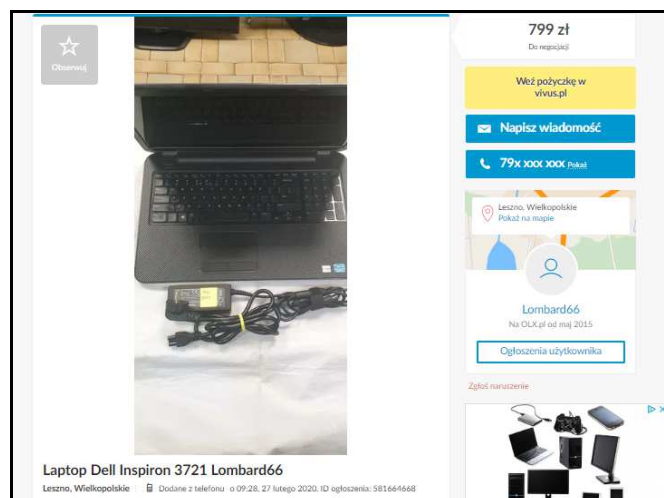 Obserwuj
799 zł
Do negocjacji
Weź pożyczkę w
vivus.pl
Napisz wiadomość
79x xxx xxx Pokaż
Leszno, Wielkopolskie
Pokaż na mapie
Lombard66
Na OLX.pl od maj 2015
Ogłoszenia użytkownika
Zgłoś naruszenie
Laptop Dell Inspiron 3721 Lombard66
Leszno, Wielkopolskie
Dodane z telefonu o 09:28, 27 lutego 2020, ID ogłoszenia: 581664668